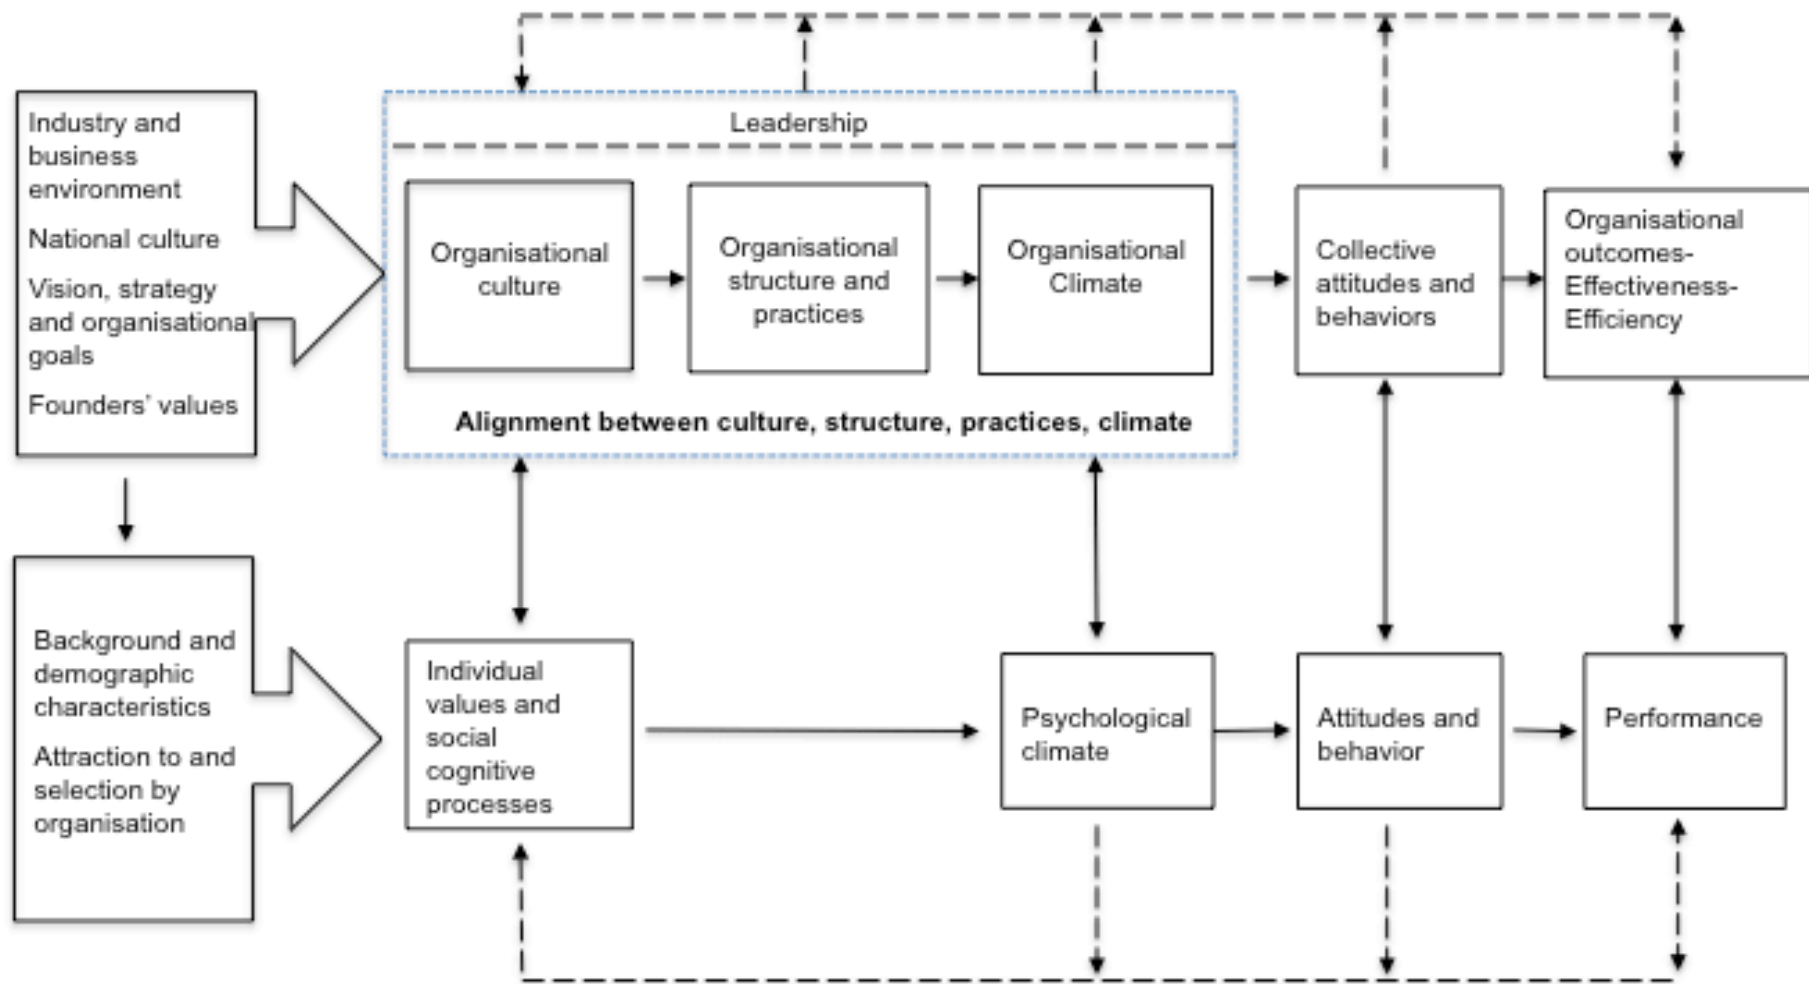 Industry and
business
environment
National culture
Vision, strategy
and organisational
goals
Founders' values
Leadership
Organisational
culture
Organisational
structure and
practices
Organisational
Climate
Alignment between culture, structure, practices, climate
Collective
attitudes and
behaviors
Organisational
outcomes-
Effectiveness-
Efficiency
Background and
demographic
characteristics
Attraction to and
selection by
organisation
Individual
values and
social
cognitive
processes
Psychological
climate
Attitudes and
behavior
Performance